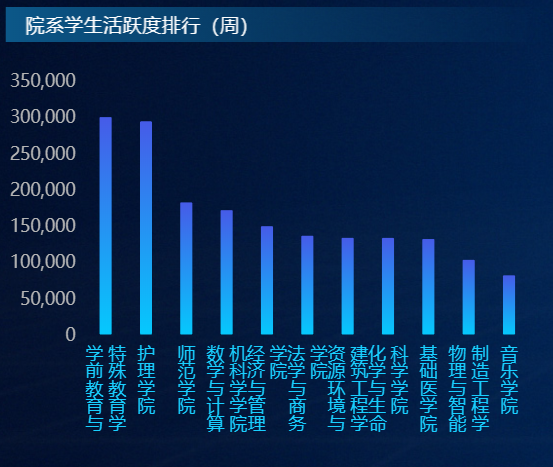 院系学生活跃度排行（周）
350,000
300,000
250,000
200,000
150,000
100,000
50,000
0
学前教育与
特殊教育学
护理学院
师范学院
数学与计算
机科学学院
经济与管理
学院
法学与商务
学院
资源环境与
建筑工程学
化学与生命
科学学院
基础医学院
物理与智能
制造工程学
音乐学院